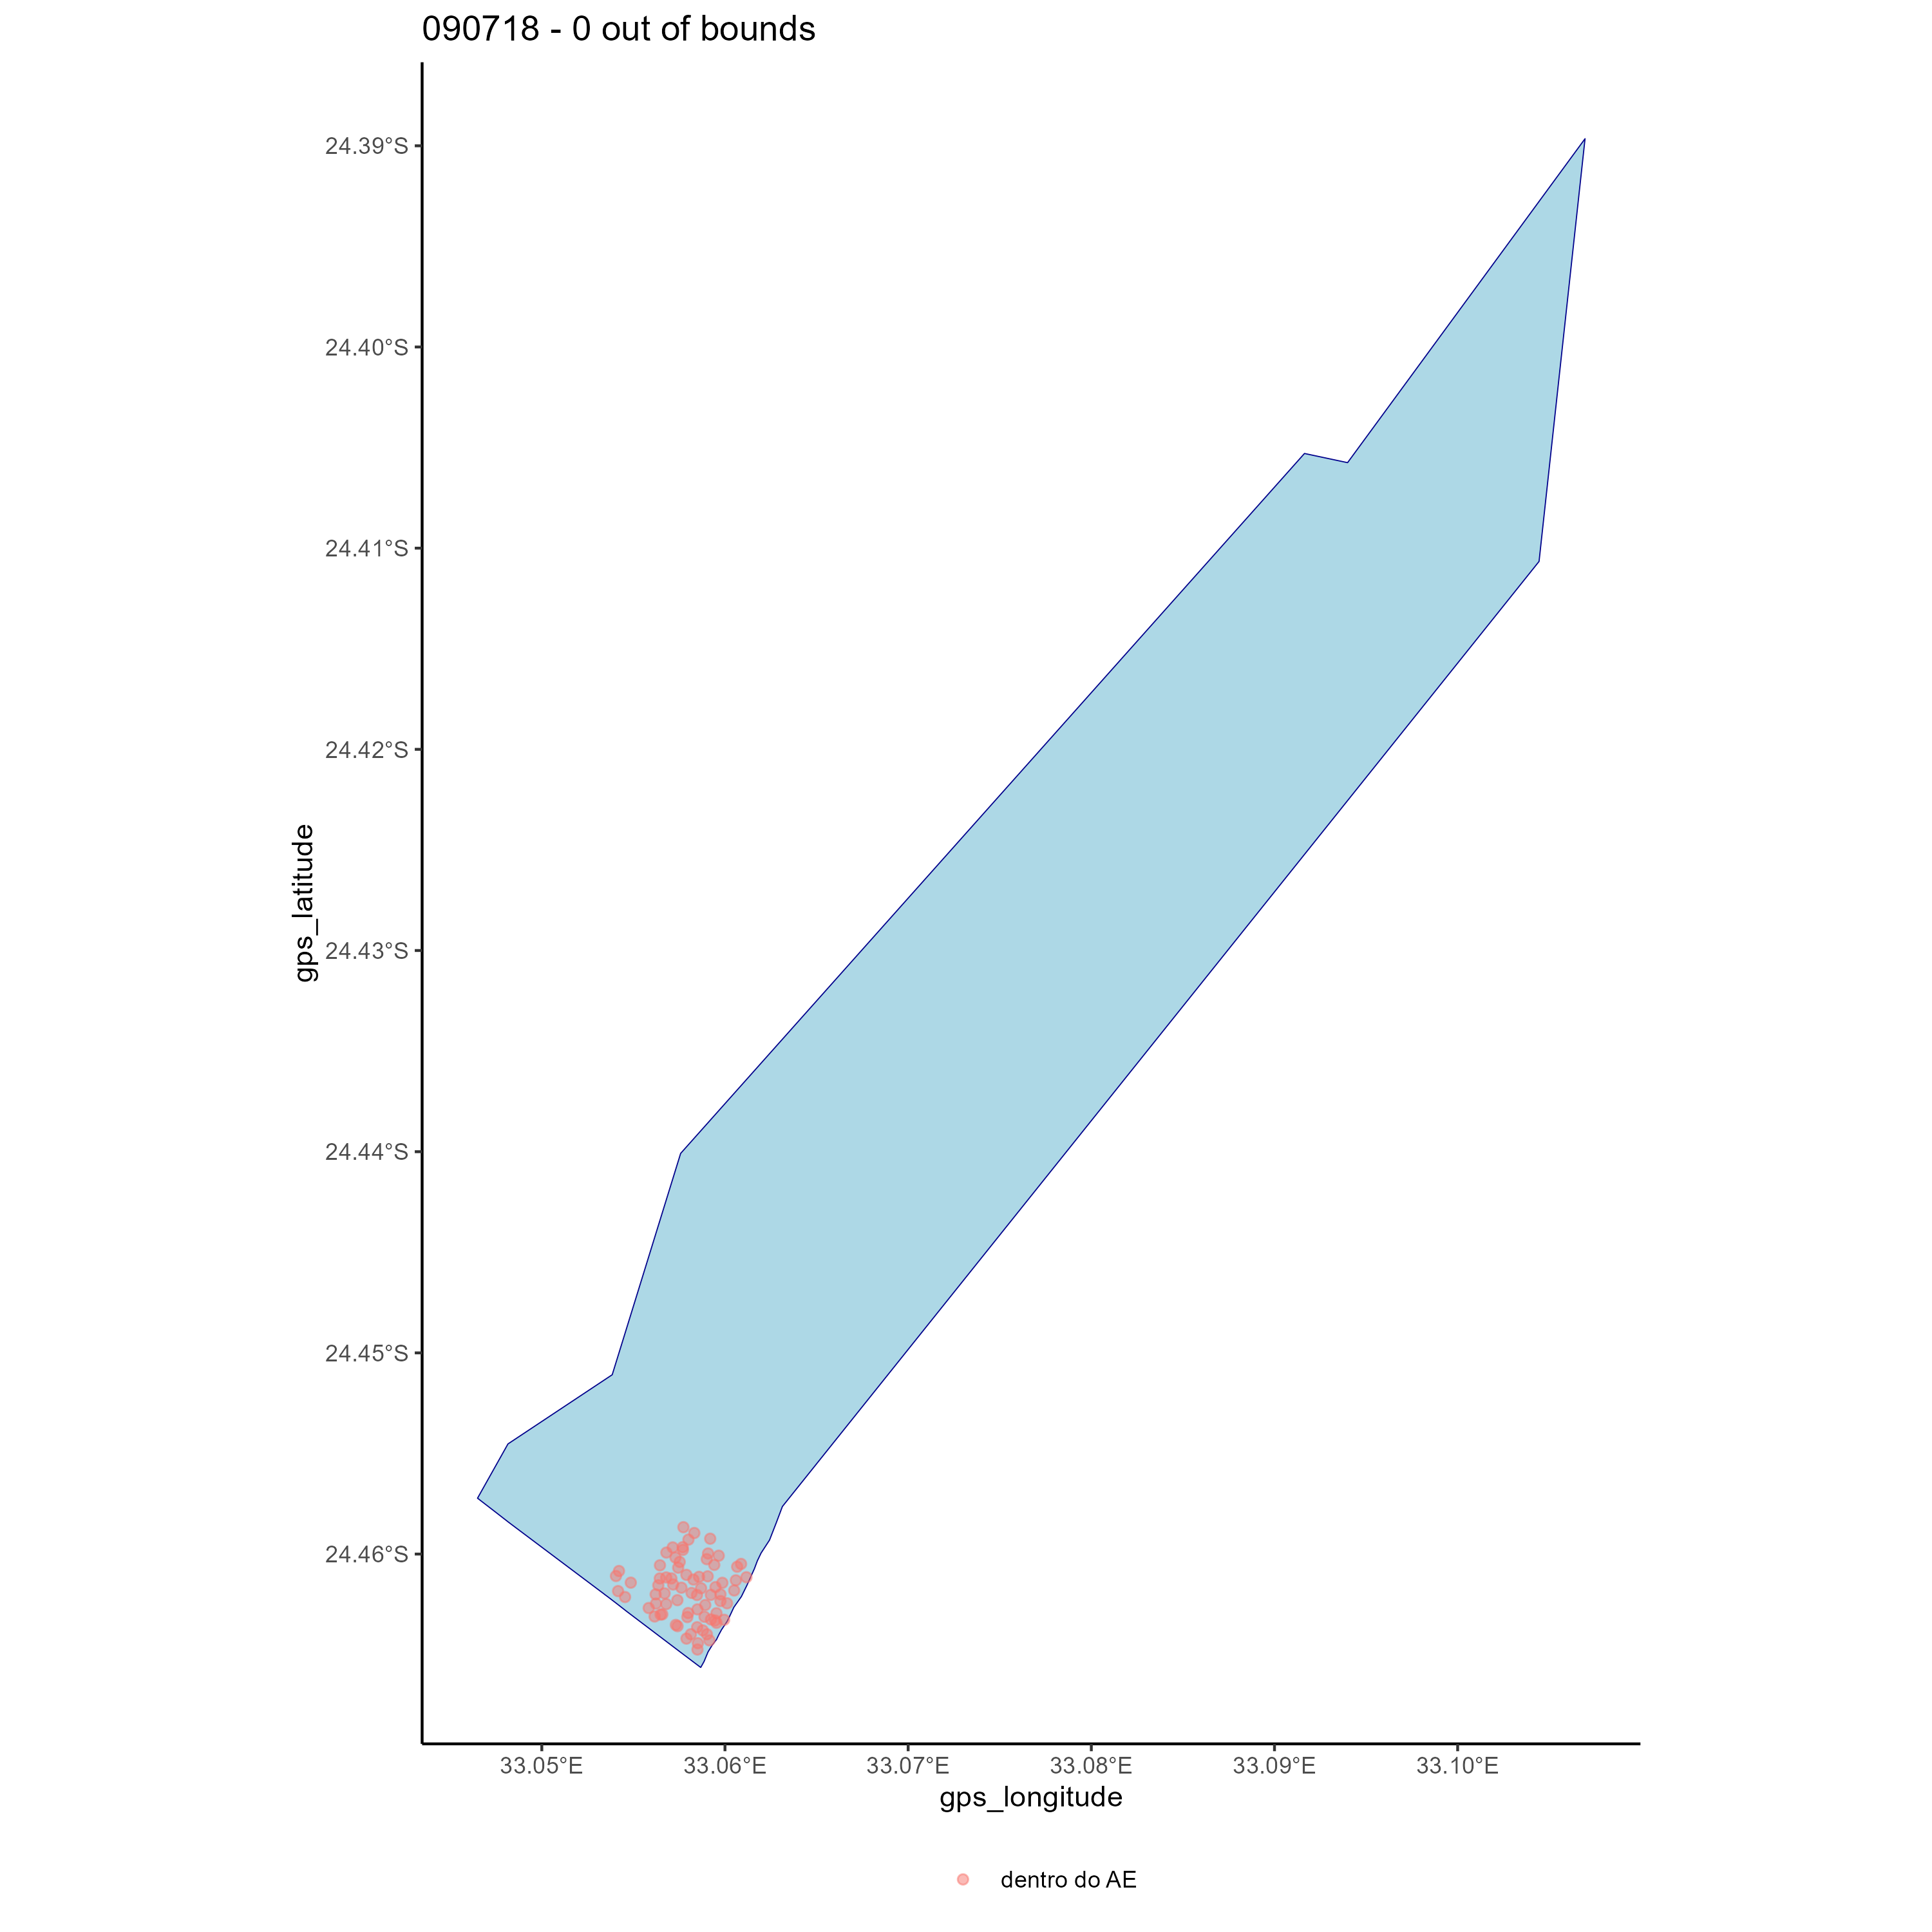 090718 - 0 out of bounds
24.39°S
24.40°S
24.41°S
24.42°S
24.43°S
24.44°S
24.45°S
24.46°S
gps_latitude
33.05°E 33.06°E 33.07°E 33.08°E 33.09°E 33.10°E
gps_longitude
dentro do AE